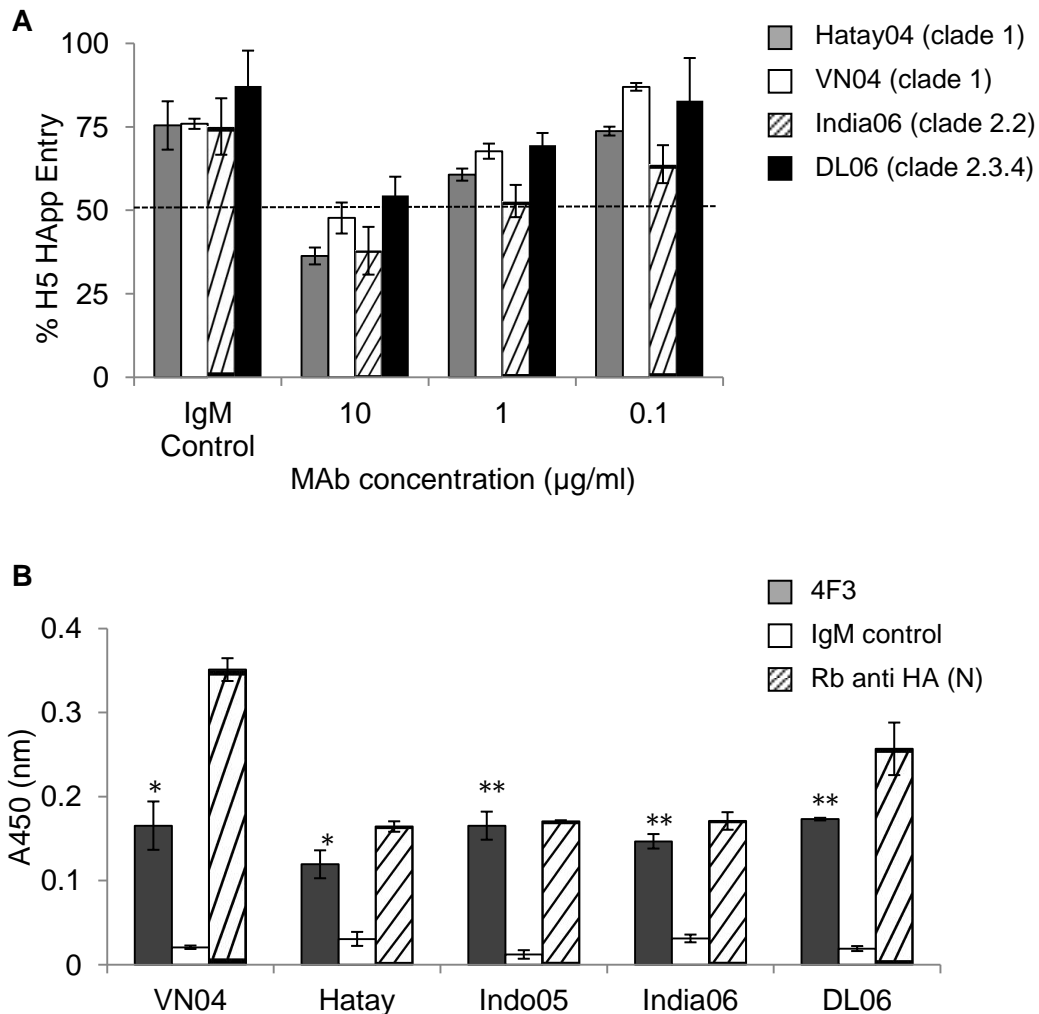 A
100
75
50
25
0
% H5 HApp Entry
IgM
Control
10
1
0.1
MAb concentration (µg/ml)
Hatay04 (clade 1)
VN04 (clade 1)
India06 (clade 2.2)
DL06 (clade 2.3.4)
B
0.4
0.3
0.2
0.1
0
A450 (nm)
*
*
**
**
**
VN04
Hatay
Indo05
India06
DL06
4F3
IgM control
Rb anti HA (N)